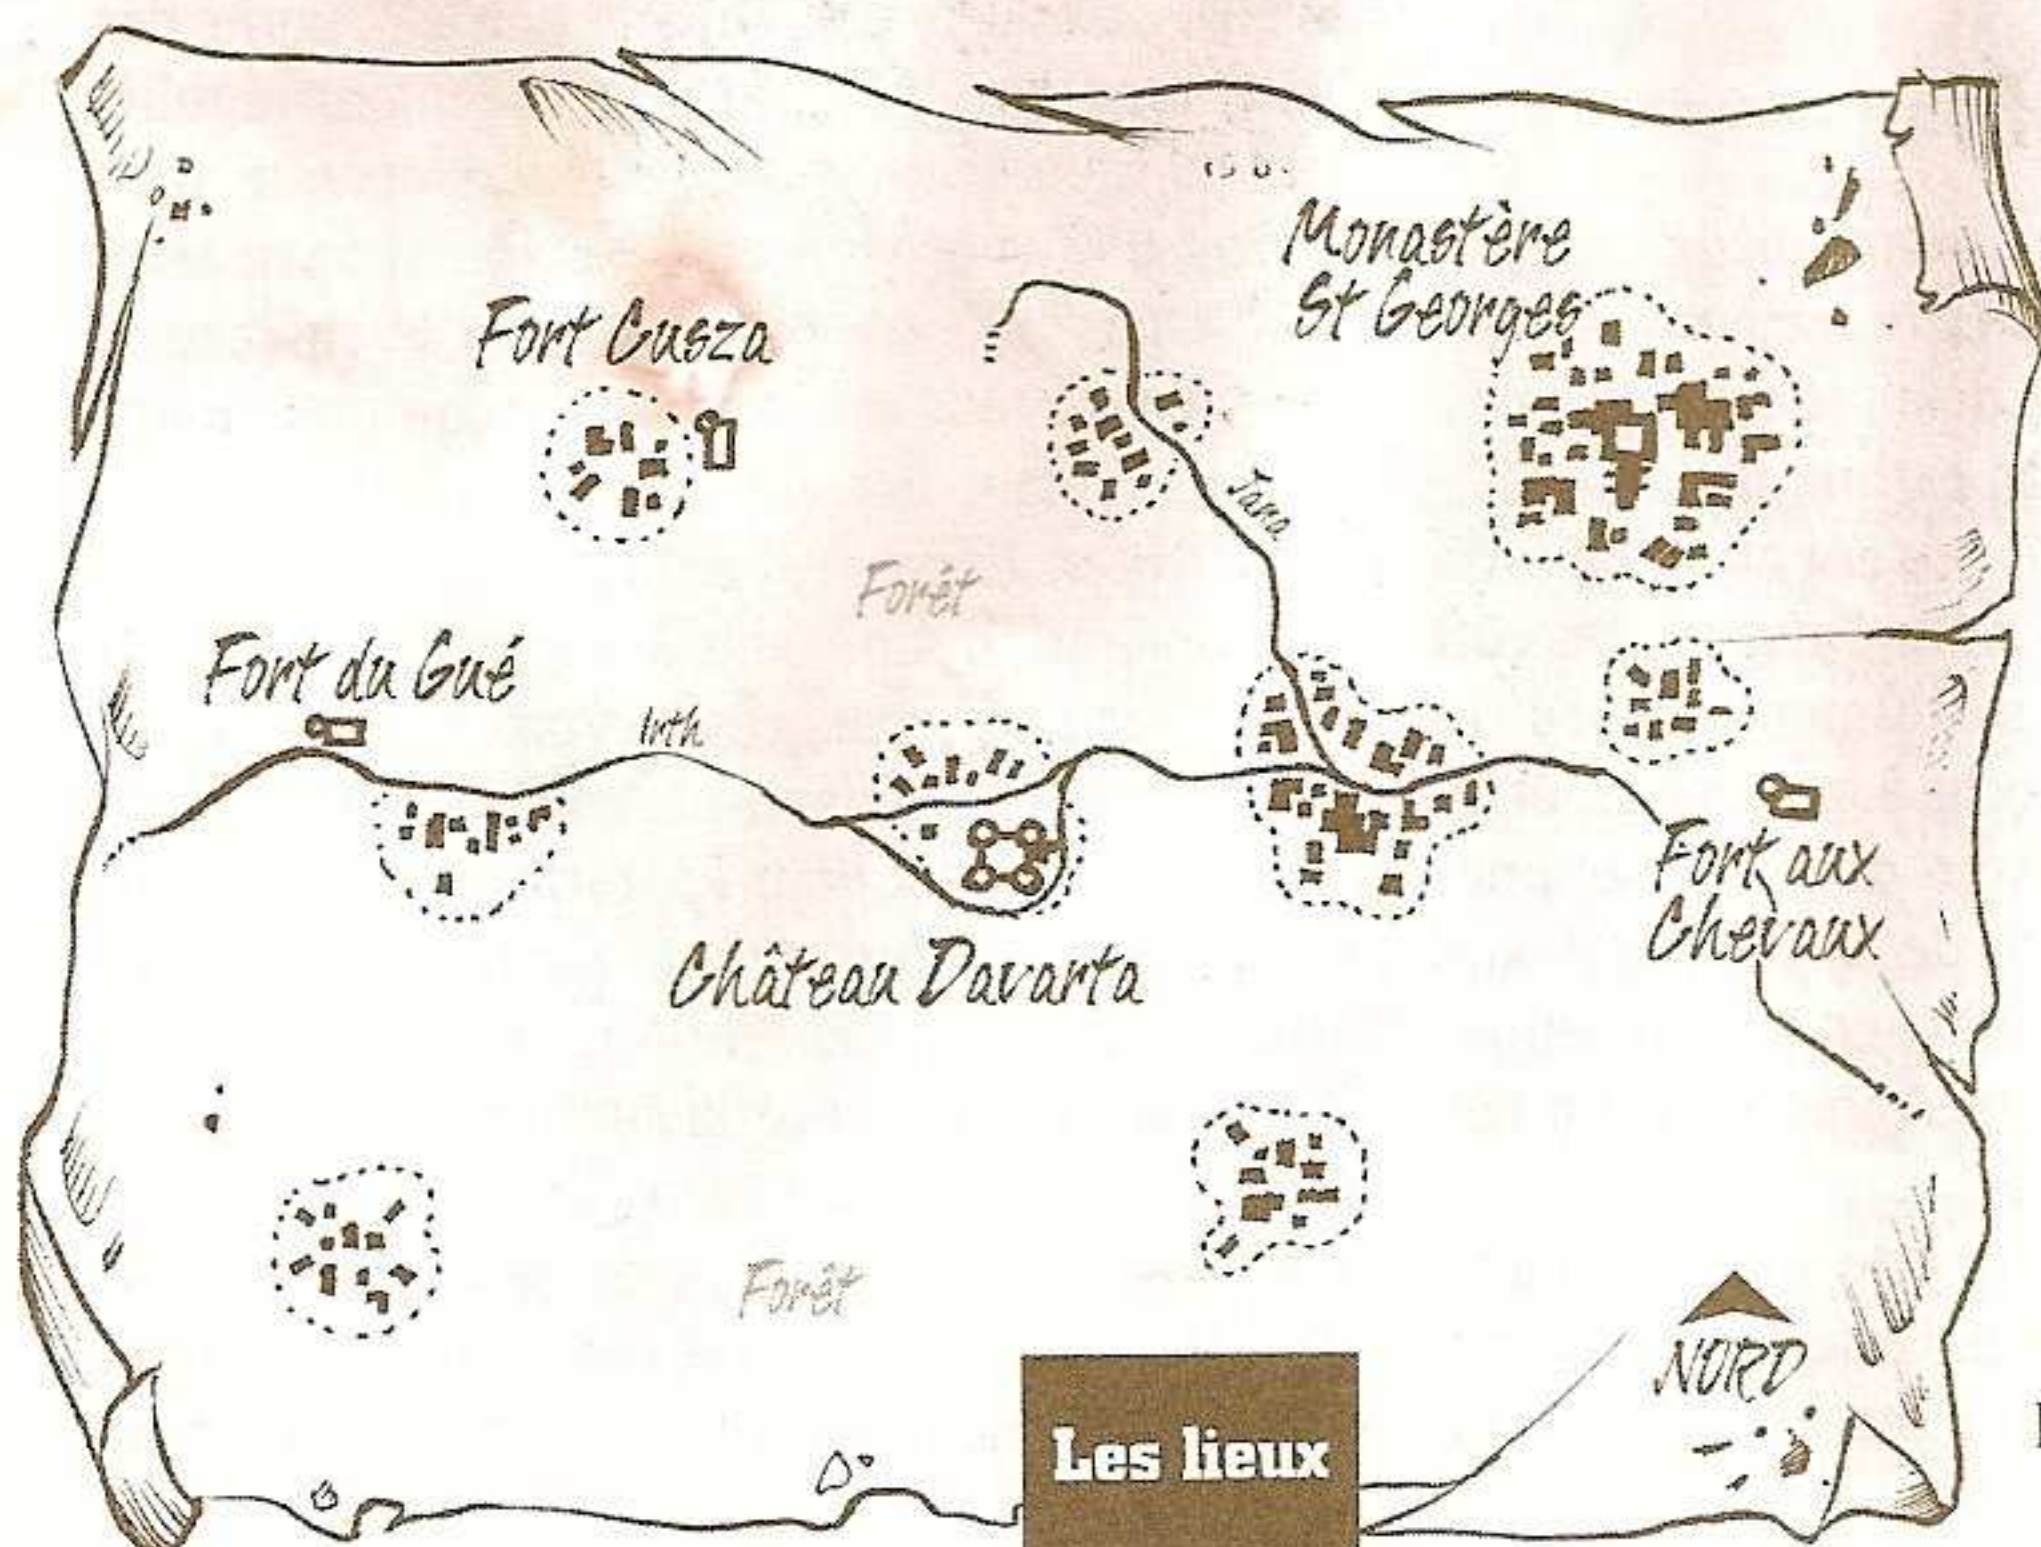 Monastère
St Georges
Fort Cusza
Jana
Forêt
Fort du Gué
Irth
Fort aux
Chevaux
Château Davarta
Forêt
NORD
Les lieux